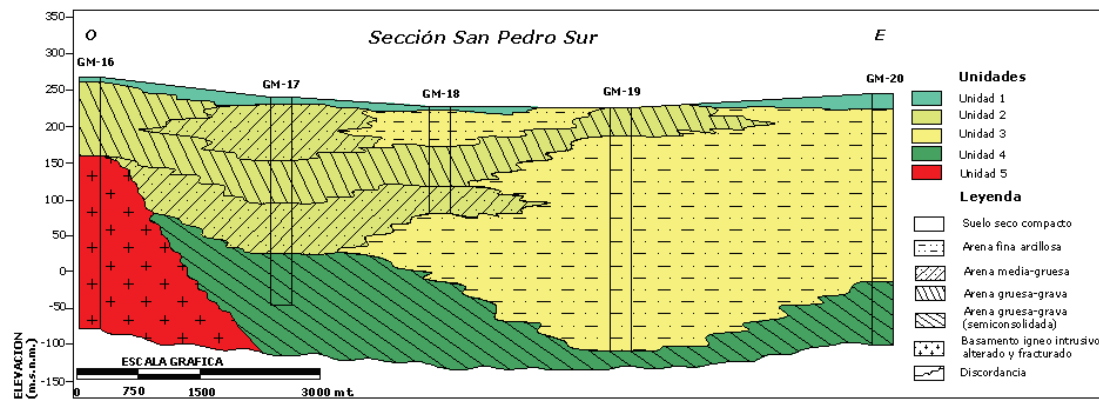 Sección San Pedro Sur
O
E
GM-16
GM-17
GM-18
GM-19
GM-20
350
300
250
200
150
100
50
0
-50
-100
-150
ELEVACION
(m.s.n.m.)
ESCALA GRAFICA
0 750 1500 3000 mt.
Unidades
Unidad 1
Unidad 2
Unidad 3
Unidad 4
Unidad 5
Leyenda
Suelo seco compacto
Arena fina arcillosa
Arena media-gruesa
Arena gruesa-grava
Arena gruesa-grava
(semiconsolidada)
Basamento igneo intrusivo
alterado y fracturado
Discordancia